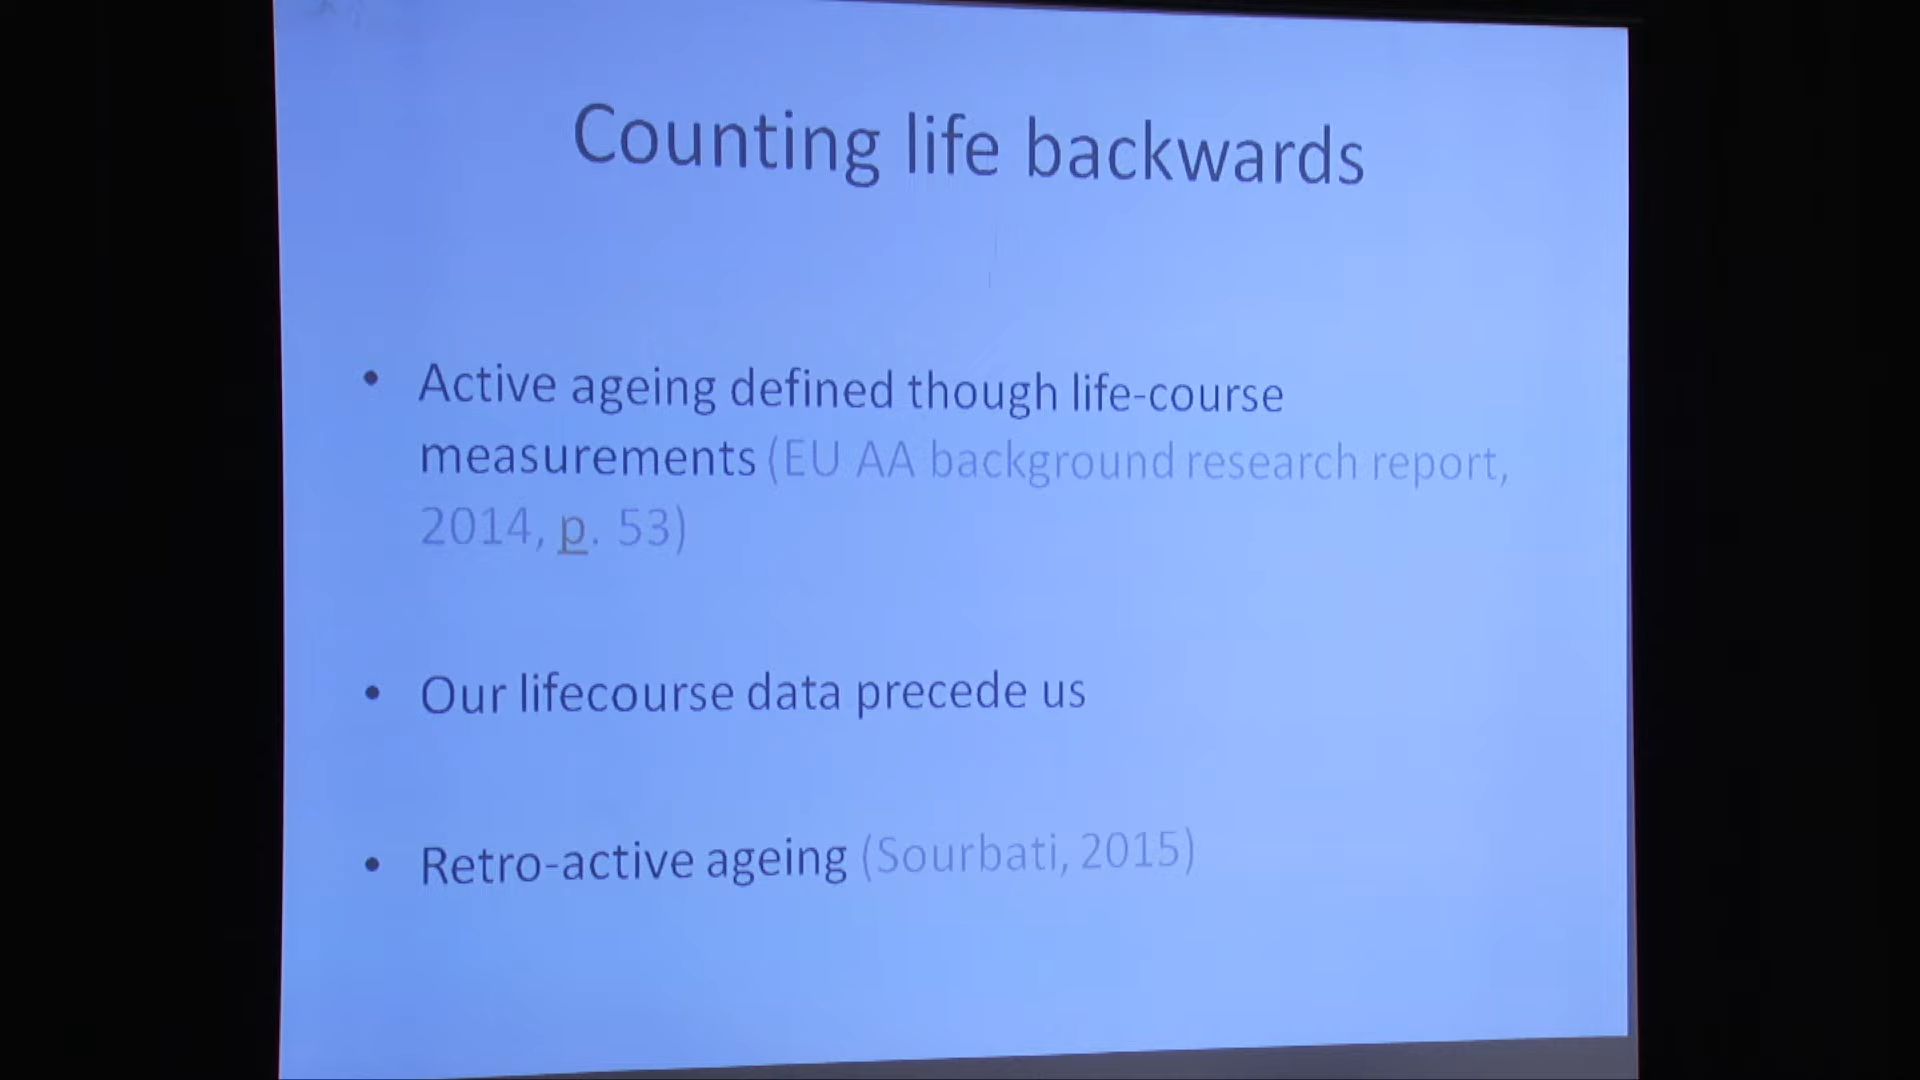 Counting life backwards
• Active ageing defined though life-course
measurements (EU AA background research report,
2014, p. 53)
• Our lifecourse data precede us
• Retro-active ageing (Sourbati, 2015)